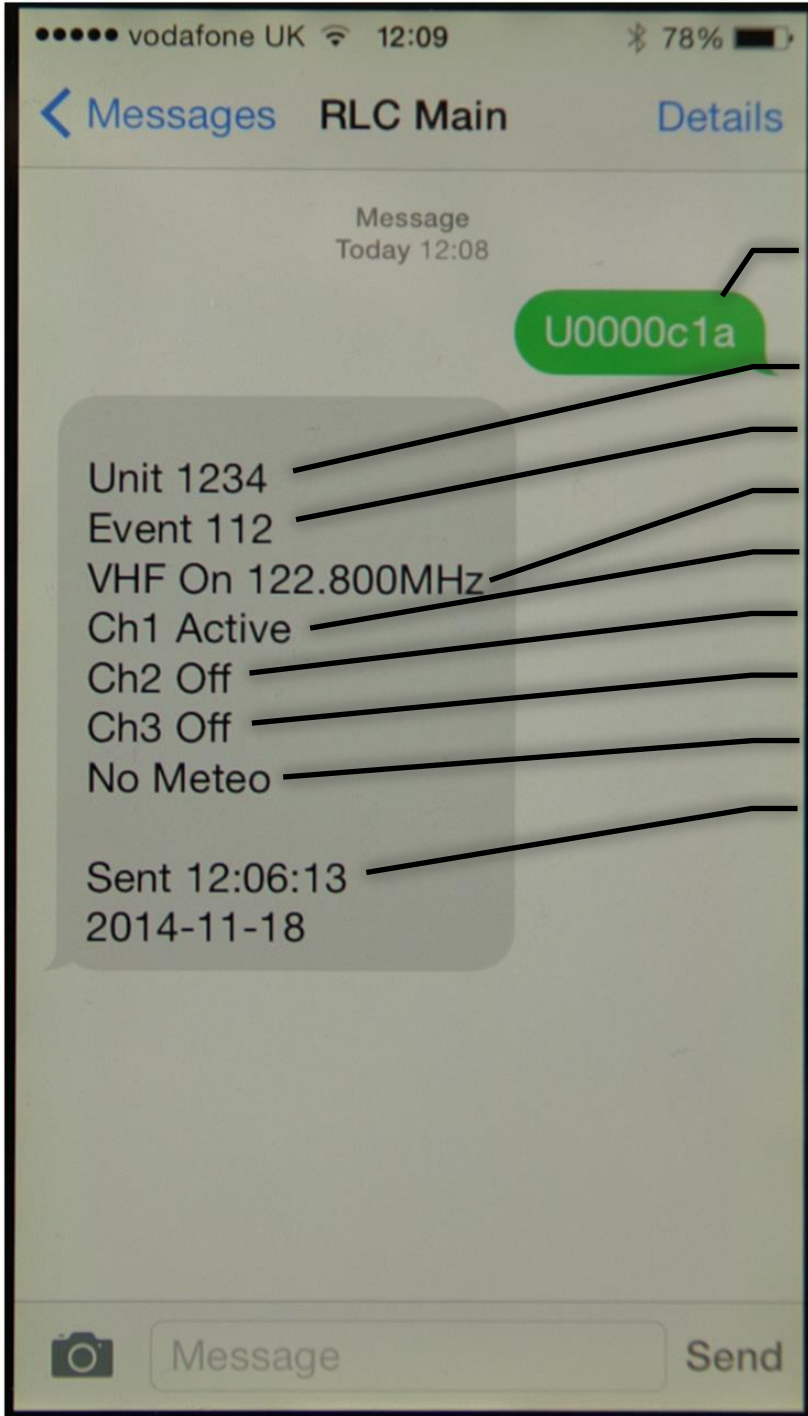 vodafone UK 12:09 78%
Messages RLC Main Details
Message
Today 12:08
U0000c1a
Unit 1234
Event 112
VHF On 122.800MHz
Ch1 Active
Ch2 Off
Ch3 Off
No Meteo
Sent 12:06:13
2014-11-18
Message Send